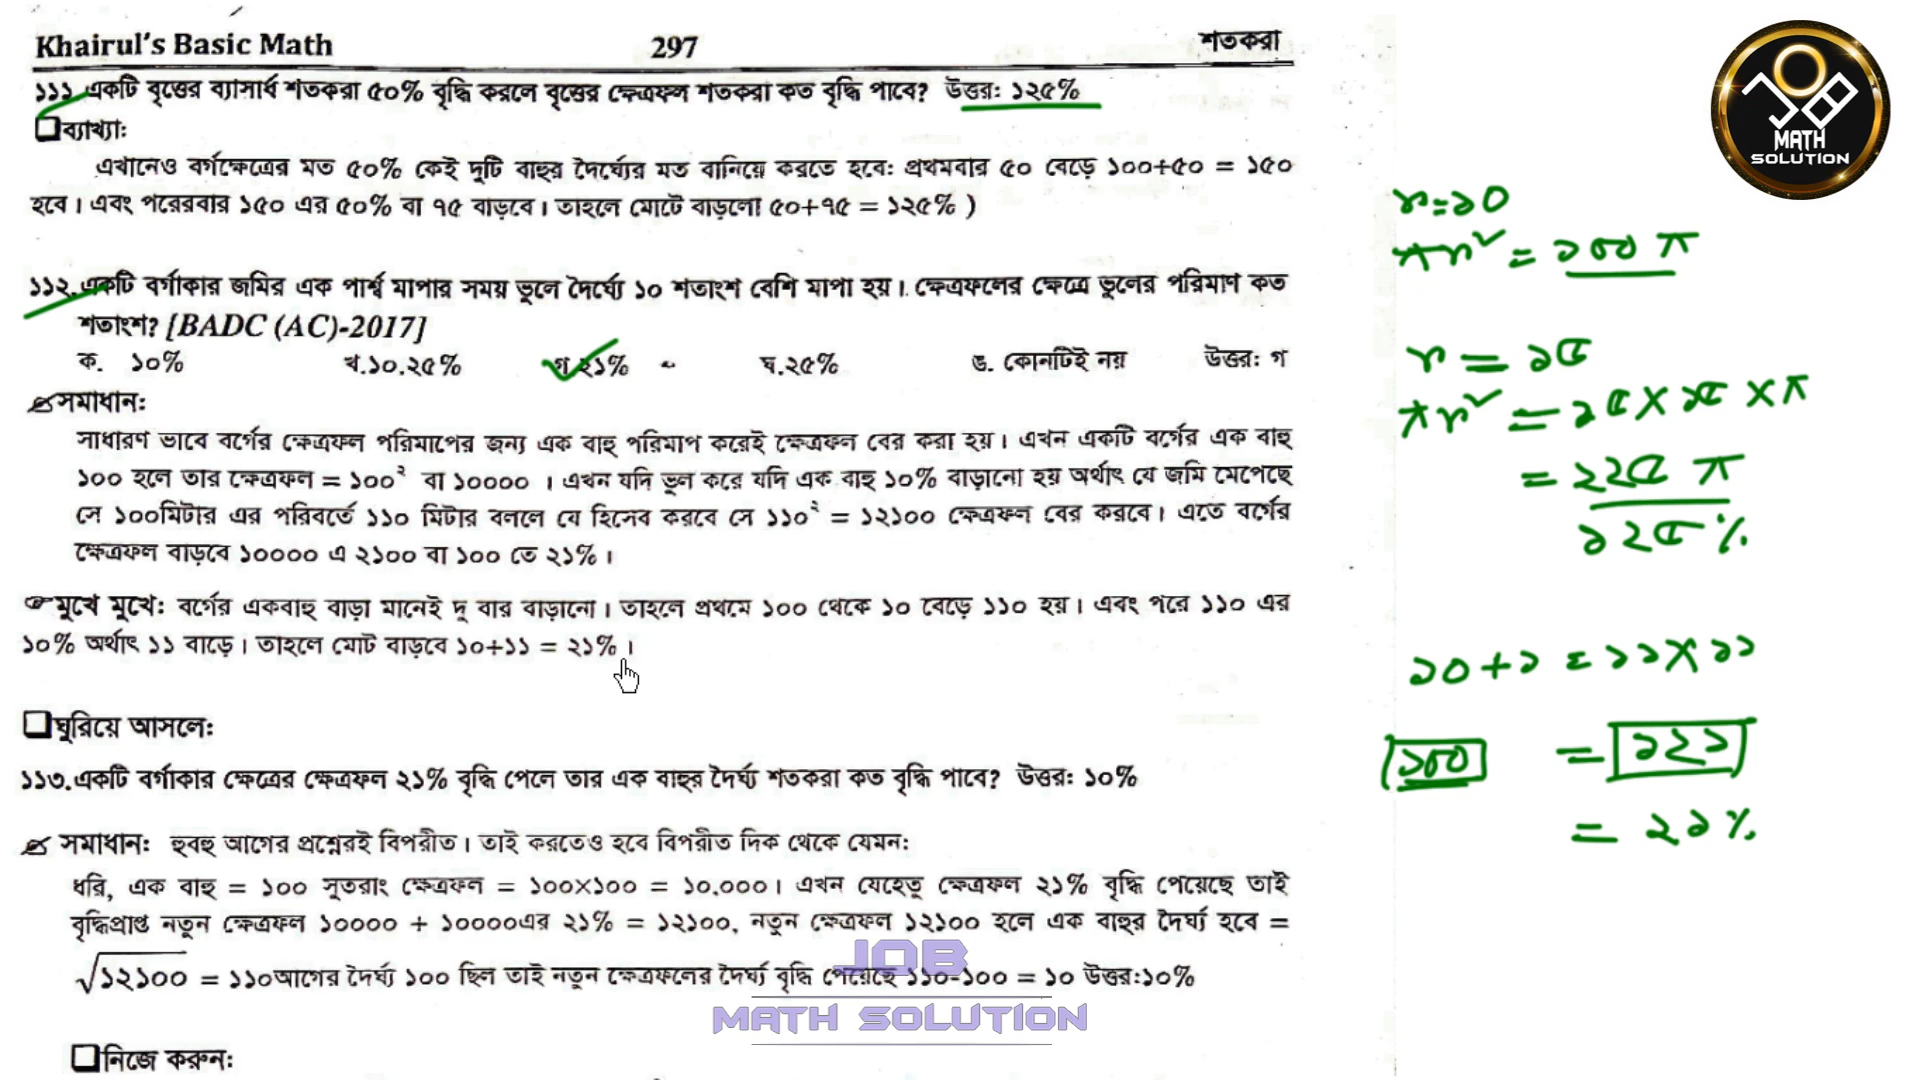 Khairul's Basic Math 297 শতকরা
১১১. একটি বৃত্তের ব্যাসার্ধ শতকরা ৫০% বৃদ্ধি করলে বৃত্তের ক্ষেত্রফল শতকরা কত বৃদ্ধি পাবে? উত্তর: ১২৫%
ব্যাখ্যা:
এখানেও বর্গক্ষেত্রের মত ৫০% কেই দুটি বাহুর দৈর্ঘ্যের মত বানিয়ে করতে হবে: প্রথমবার ৫০ বেড়ে ১০০+৫০ = ১৫০
হবে। এবং পরেরবার ১৫০ এর ৫০% বা ৭৫ বাড়বে। তাহলে মোটে বাড়লো ৫০+৭৫ = ১২৫% )
১১২. একটি বর্গাকার জমির এক পার্শ্ব মাপার সময় ভুলে দৈর্ঘ্যে ১০ শতাংশ বেশি মাপা হয়। ক্ষেত্রফলের ক্ষেত্রে ভুলের পরিমাণ কত
শতাংশ? [BADC (AC)-2017]
ক. ১০% খ.১০.২৫% গ.২১% ঘ.২৫% ঙ. কোনটিই নয় উত্তর: গ
সমাধান:
সাধারণ ভাবে বর্গের ক্ষেত্রফল পরিমাপের জন্য এক বাহু পরিমাপ করেই ক্ষেত্রফল বের করা হয়। এখন একটি বর্গের এক বাহু
১০০ হলে তার ক্ষেত্রফল = ১০০² বা ১০০০০ । এখন যদি ভুল করে যদি এক বাহু ১০% বাড়ানো হয় অর্থাৎ যে জমি মেপেছে
সে ১০০মিটার এর পরিবর্তে ১১০ মিটার বললে যে হিসেব করবে সে ১১০² = ১২১০০ ক্ষেত্রফল বের করবে। এতে বর্গের
ক্ষেত্রফল বাড়বে ১০০০০ এ ২১০০ বা ১০০ তে ২১% ।
মুখে মুখে: বর্গের একবাহু বাড়া মানেই দু বার বাড়ানো। তাহলে প্রথমে ১০০ থেকে ১০ বেড়ে ১১০ হয়। এবং পরে ১১০ এর
১০% অর্থাৎ ১১ বাড়ে। তাহলে মোট বাড়বে ১০+১১ = ২১% ।
ঘুরিয়ে আসলে:
১১৩.একটি বর্গাকার ক্ষেত্রের ক্ষেত্রফল ২১% বৃদ্ধি পেলে তার এক বাহুর দৈর্ঘ্য শতকরা কত বৃদ্ধি পাবে? উত্তর: ১০%
সমাধান: হুবহু আগের প্রশ্নেরই বিপরীত। তাই করতেও হবে বিপরীত দিক থেকে যেমন:
ধরি, এক বাহু = ১০০ সুতরাং ক্ষেত্রফল = ১০০×১০০ = ১০,০০০। এখন যেহেতু ক্ষেত্রফল ২১% বৃদ্ধি পেয়েছে তাই
বৃদ্ধিপ্রাপ্ত নতুন ক্ষেত্রফল ১০০০০ + ১০০০০এর ২১% = ১২১০০, নতুন ক্ষেত্রফল ১২১০০ হলে এক বাহুর দৈর্ঘ্য হবে =
√১২১০০ = ১১০আগের দৈর্ঘ্য ১০০ ছিল তাই নতুন ক্ষেত্রফলের দৈর্ঘ্য বৃদ্ধি পেয়েছে ১১০-১০০ = ১০ উত্তর:১০%
JOB
MATH SOLUTION
নিজে করুন:
JOB
MATH
SOLUTION
r=১০
πr² = ১০০ π
r = ১৫
πr² = ১৫ × ১৫ × π
= ২২৫ π
১২৫%
১০+১ = ১১×১১
১০০ = ১২১
= ২১%